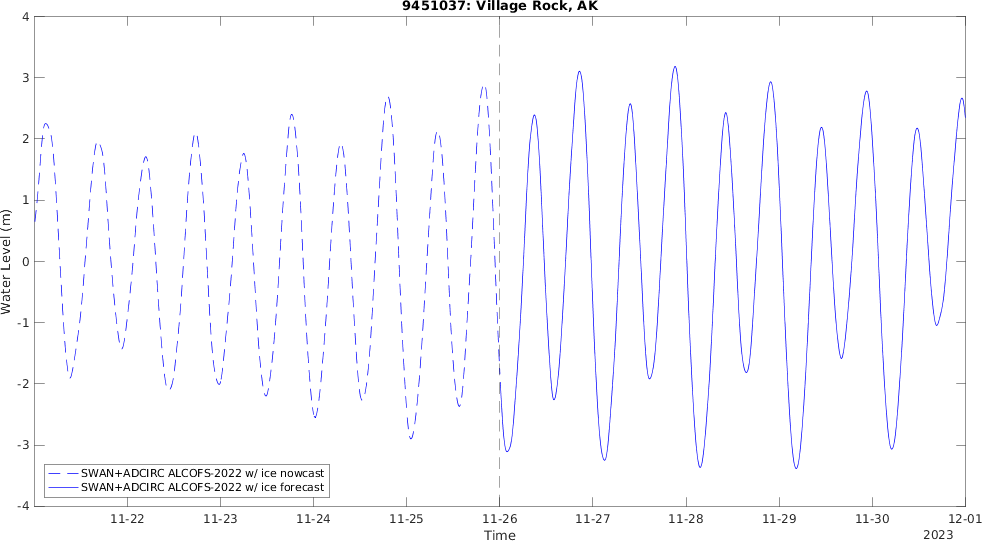 9451037: Village Rock, AK
Water Level (m)
4
3
2
1
0
-1
-2
-3
-4
SWAN+ADCIRC ALCOFS-2022 w/ ice nowcast
SWAN+ADCIRC ALCOFS-2022 w/ ice forecast
11-22 11-23 11-24 11-25 11-26 11-27 11-28 11-29 11-30 12-01
Time
2023